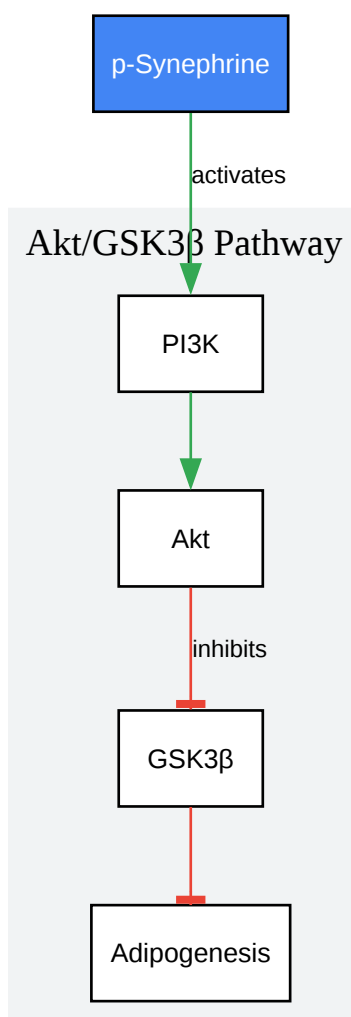 p-Synephrine
activates
Akt/GSK3β Pathway
PI3K
Akt
inhibits
GSK3β
Adipogenesis